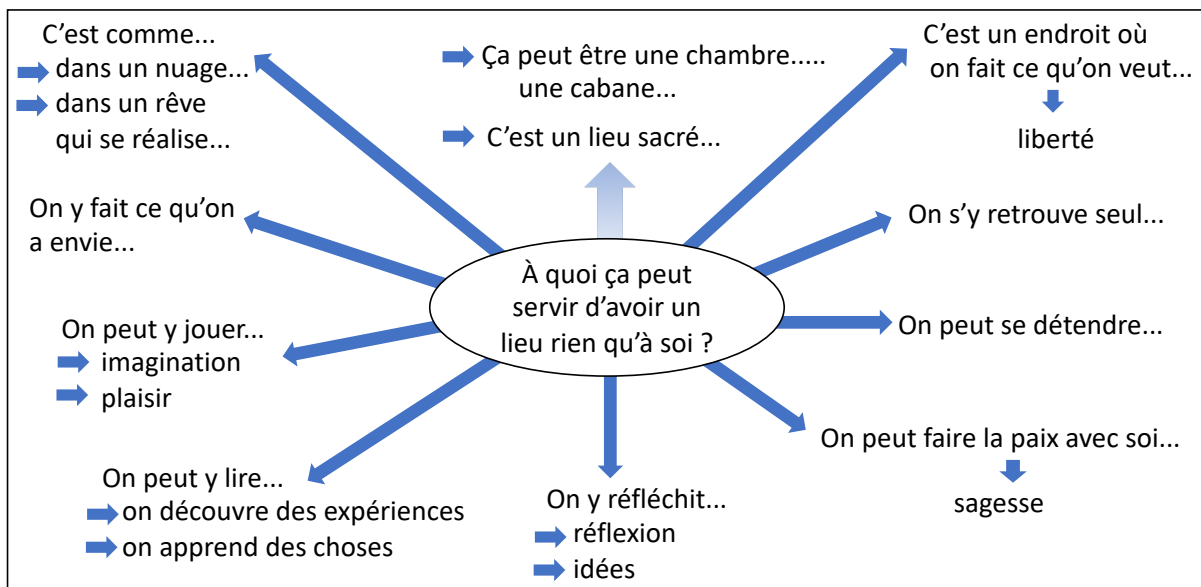 C’est comme...
dans un nuage...
dans un rêve
qui se réalise...
Ça peut être une chambre.....
une cabane...
C’est un lieu sacré...
C’est un endroit où
on fait ce qu’on veut...
liberté
On y fait ce qu’on
a envie...
On s’y retrouve seul...
À quoi ça peut
servir d’avoir un
lieu rien qu’à soi ?
On peut y jouer...
imagination
plaisir
On peut se détendre...
On peut faire la paix avec soi...
sagesse
On peut y lire...
on découvre des expériences
on apprend des choses
On y réfléchit...
réflexion
idées